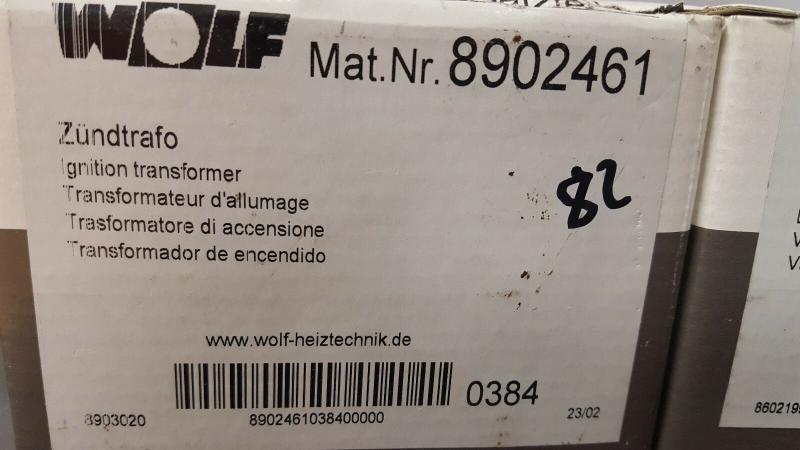 WOLF
Mat.Nr. 8902461
Zündtrafo
Ignition transformer
Transformateur d'allumage
Trasformatore di accensione
Transformador de encendido
82
www.wolf-heiztechnik.de
0384
8903020
8902461038400000
23/02